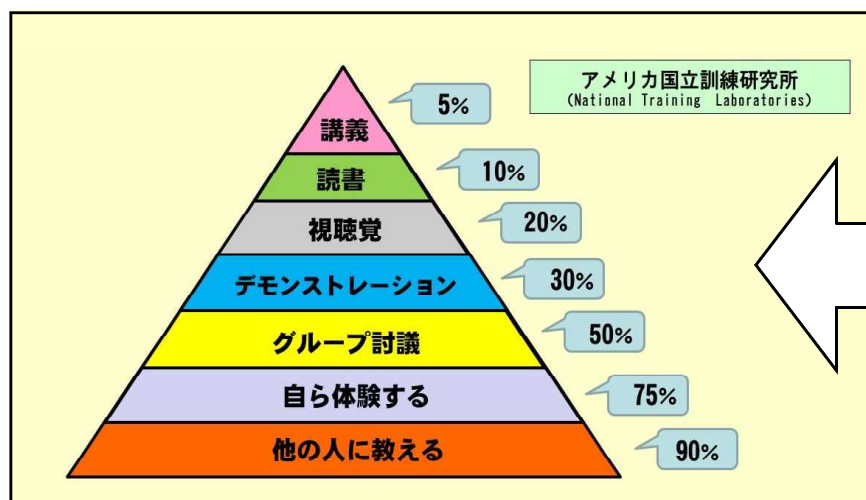 アメリカ国立訓練研究所
(National Training Laboratories)
講義
5%
読書
10%
視聴覚
20%
デモンストレーション
30%
グループ討議
50%
自ら体験する
75%
他の人に教える
90%